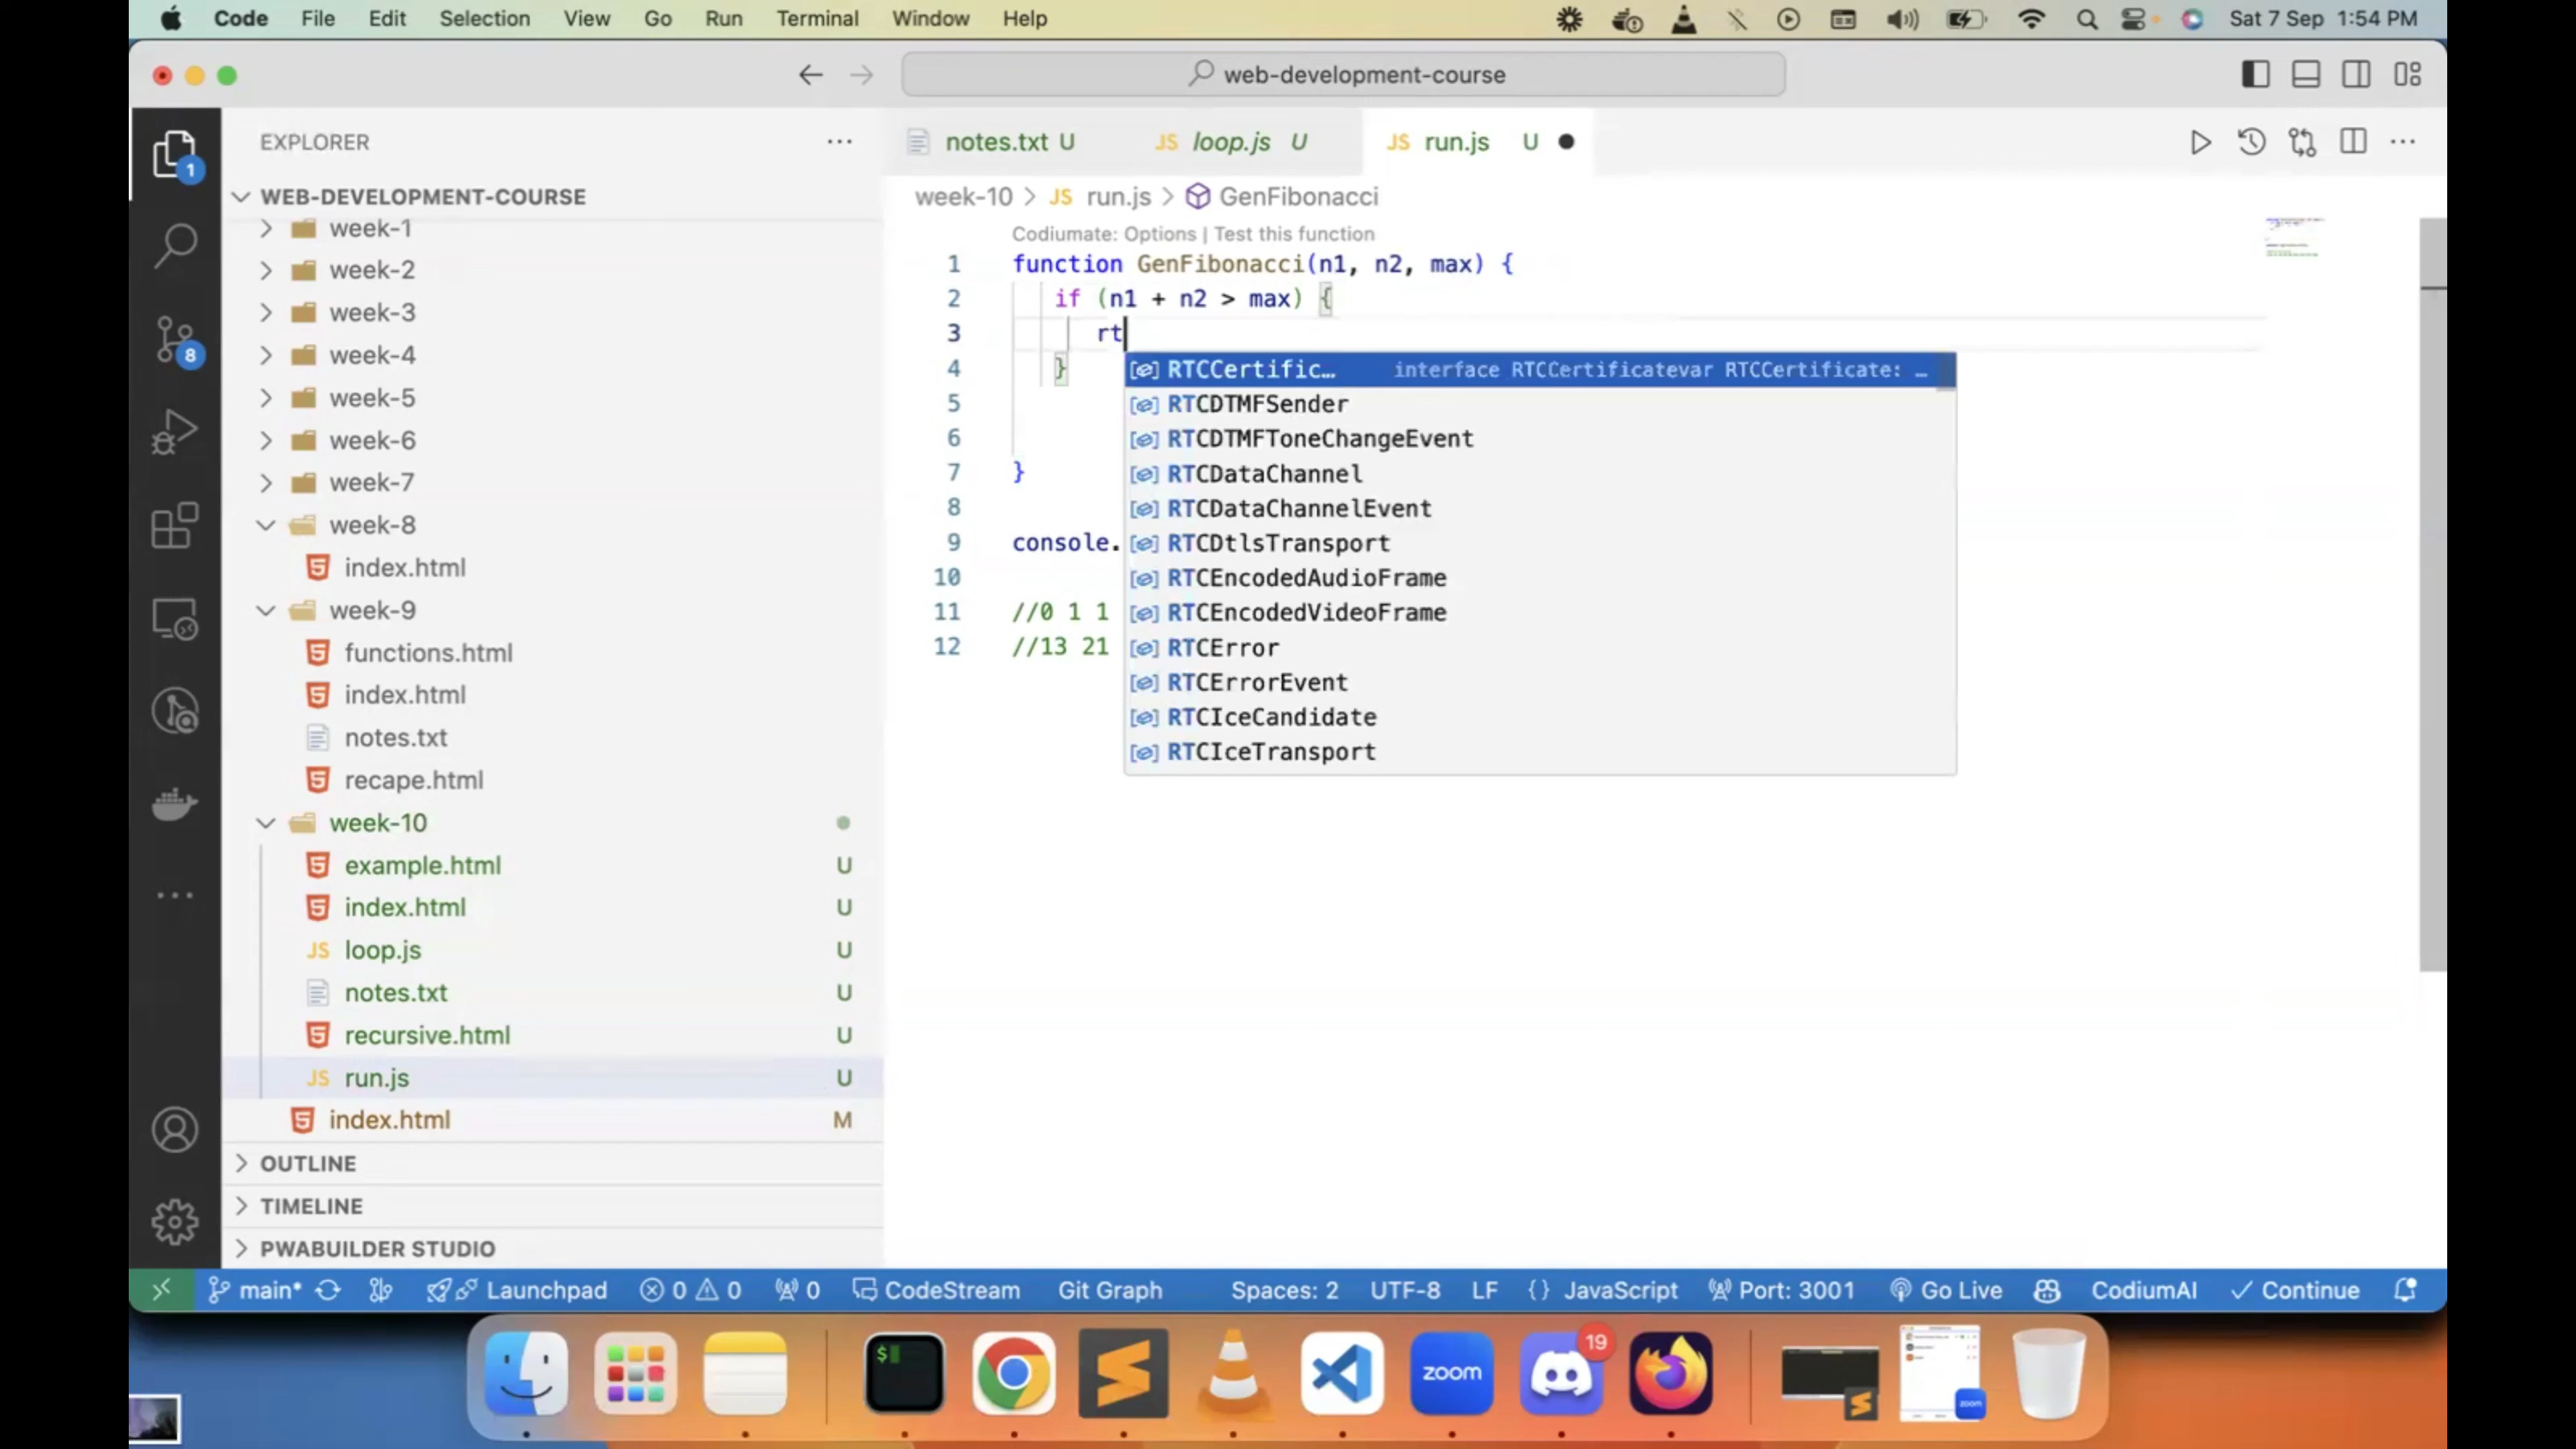 Code File Edit Selection View Go Run Terminal Window Help Sat 7 Sep 1:54 PM
web-development-course
EXPLORER
WEB-DEVELOPMENT-COURSE
week-1
week-2
week-3
week-4
week-5
week-6
week-7
week-8
index.html
week-9
functions.html
index.html
notes.txt
recape.html
week-10
example.html U
index.html U
loop.js U
notes.txt U
recursive.html U
run.js U
index.html M
OUTLINE
TIMELINE
PWABUILDER STUDIO
1
8
notes.txt U loop.js U run.js U
week-10 > JS run.js > GenFibonacci
Codiumate: Options | Test this function
1 function GenFibonacci(n1, n2, max) {
2 if (n1 + n2 > max) {
3 rt
4 }
5
6
7 }
8
9 console.
10
11 //0 1 1
12 //13 21
RTCCertific… interface RTCCertificatevar RTCCertificate: …
RTCDTMFSender
RTCDTMFToneChangeEvent
RTCDataChannel
RTCDataChannelEvent
RTCDtlsTransport
RTCEncodedAudioFrame
RTCEncodedVideoFrame
RTCError
RTCErrorEvent
RTCIceCandidate
RTCIceTransport
main* Launchpad 0 0 0 CodeStream Git Graph Spaces: 2 UTF-8 LF {} JavaScript Port: 3001 Go Live CodiumAI Continue
$ zoom 19 zoom